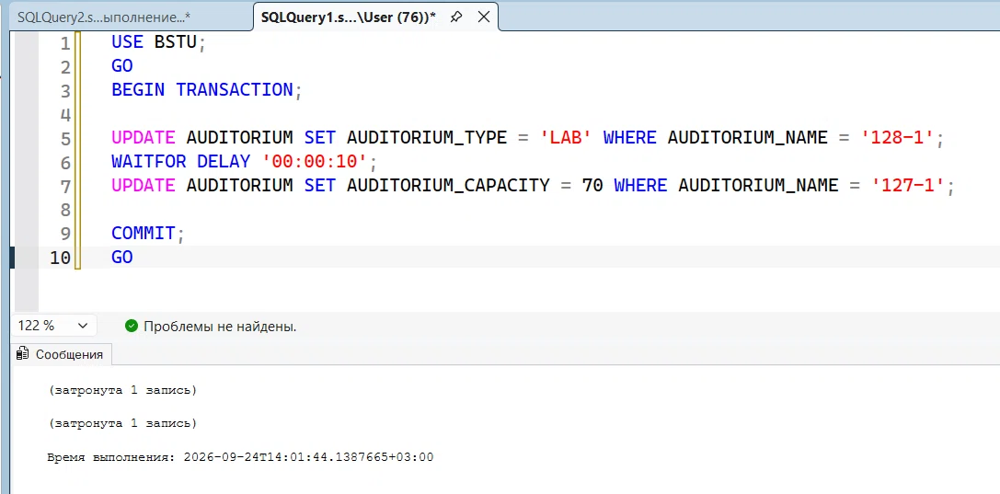 SQLQuery2.s...ыполнение...*
SQLQuery1.s...\User (76))*
1 USE BSTU;
2 GO
3 BEGIN TRANSACTION;
4
5 UPDATE AUDITORIUM SET AUDITORIUM_TYPE = 'LAB' WHERE AUDITORIUM_NAME = '128-1';
6 WAITFOR DELAY '00:00:10';
7 UPDATE AUDITORIUM SET AUDITORIUM_CAPACITY = 70 WHERE AUDITORIUM_NAME = '127-1';
8
9 COMMIT;
10 GO
122 % Проблемы не найдены.
Сообщения
(затронута 1 запись)
(затронута 1 запись)
Время выполнения: 2026-09-24T14:01:44.1387665+03:00